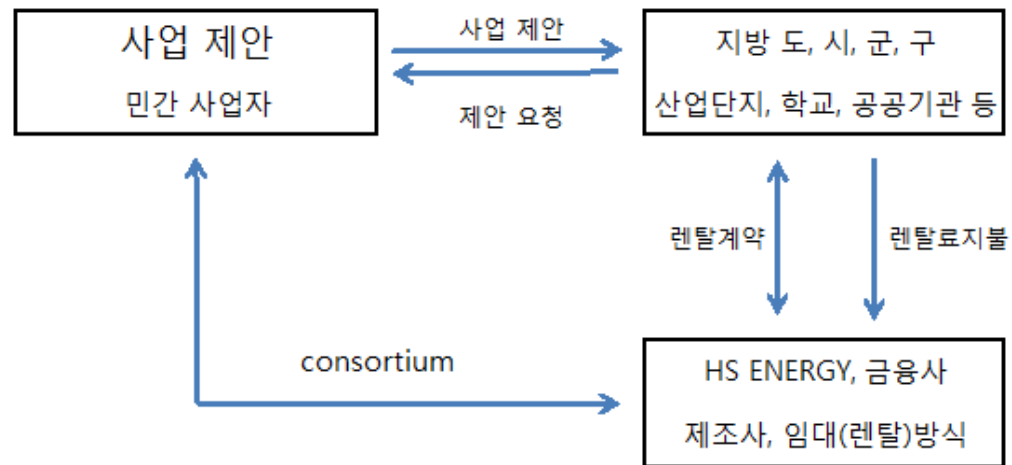 사업 제안
민간 사업자
사업 제안
제안 요청
지방 도, 시, 군, 구
산업단지, 학교, 공공기관 등
렌탈계약
렌탈료지불
consortium
HS ENERGY, 금융사
제조사, 임대(렌탈)방식